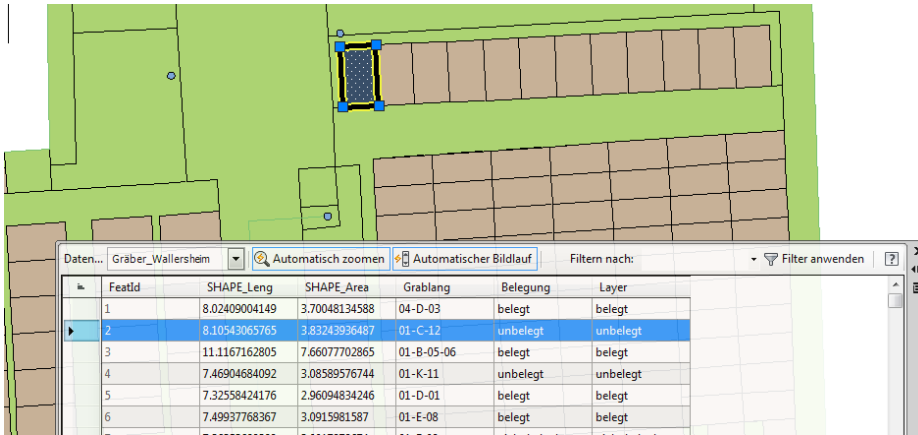 Daten... Gräber_Wallersheim Automatisch zoomen Automatischer Bildlauf Filtern nach: Filter anwenden ?
FeatId SHAPE_Leng SHAPE_Area Grablang Belegung Layer
1 8.02409004149 3.70048134588 04-D-03 belegt belegt
2 8.10543065765 3.83243936487 01-C-12 unbelegt unbelegt
3 11.1167162805 7.66077702865 01-B-05-06 belegt belegt
4 7.46904684092 3.08589576744 01-K-11 unbelegt unbelegt
5 7.32558424176 2.96094834246 01-D-01 belegt belegt
6 7.49937768367 3.0915981587 01-E-08 belegt belegt